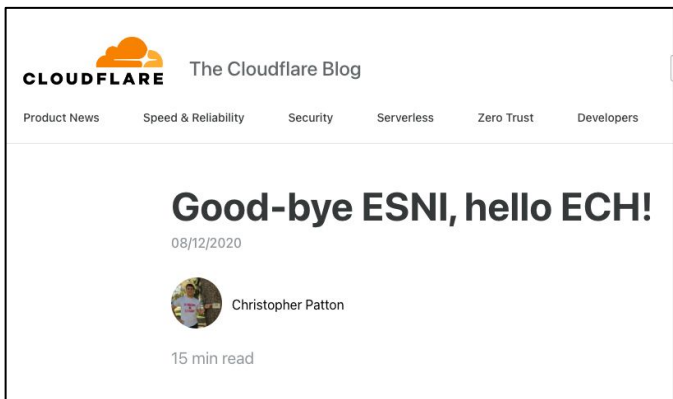 CLOUDFLARE
The Cloudflare Blog
Product News Speed & Reliability Security Serverless Zero Trust Developers
Good-bye ESNI, hello ECH!
08/12/2020
Christopher Patton
15 min read